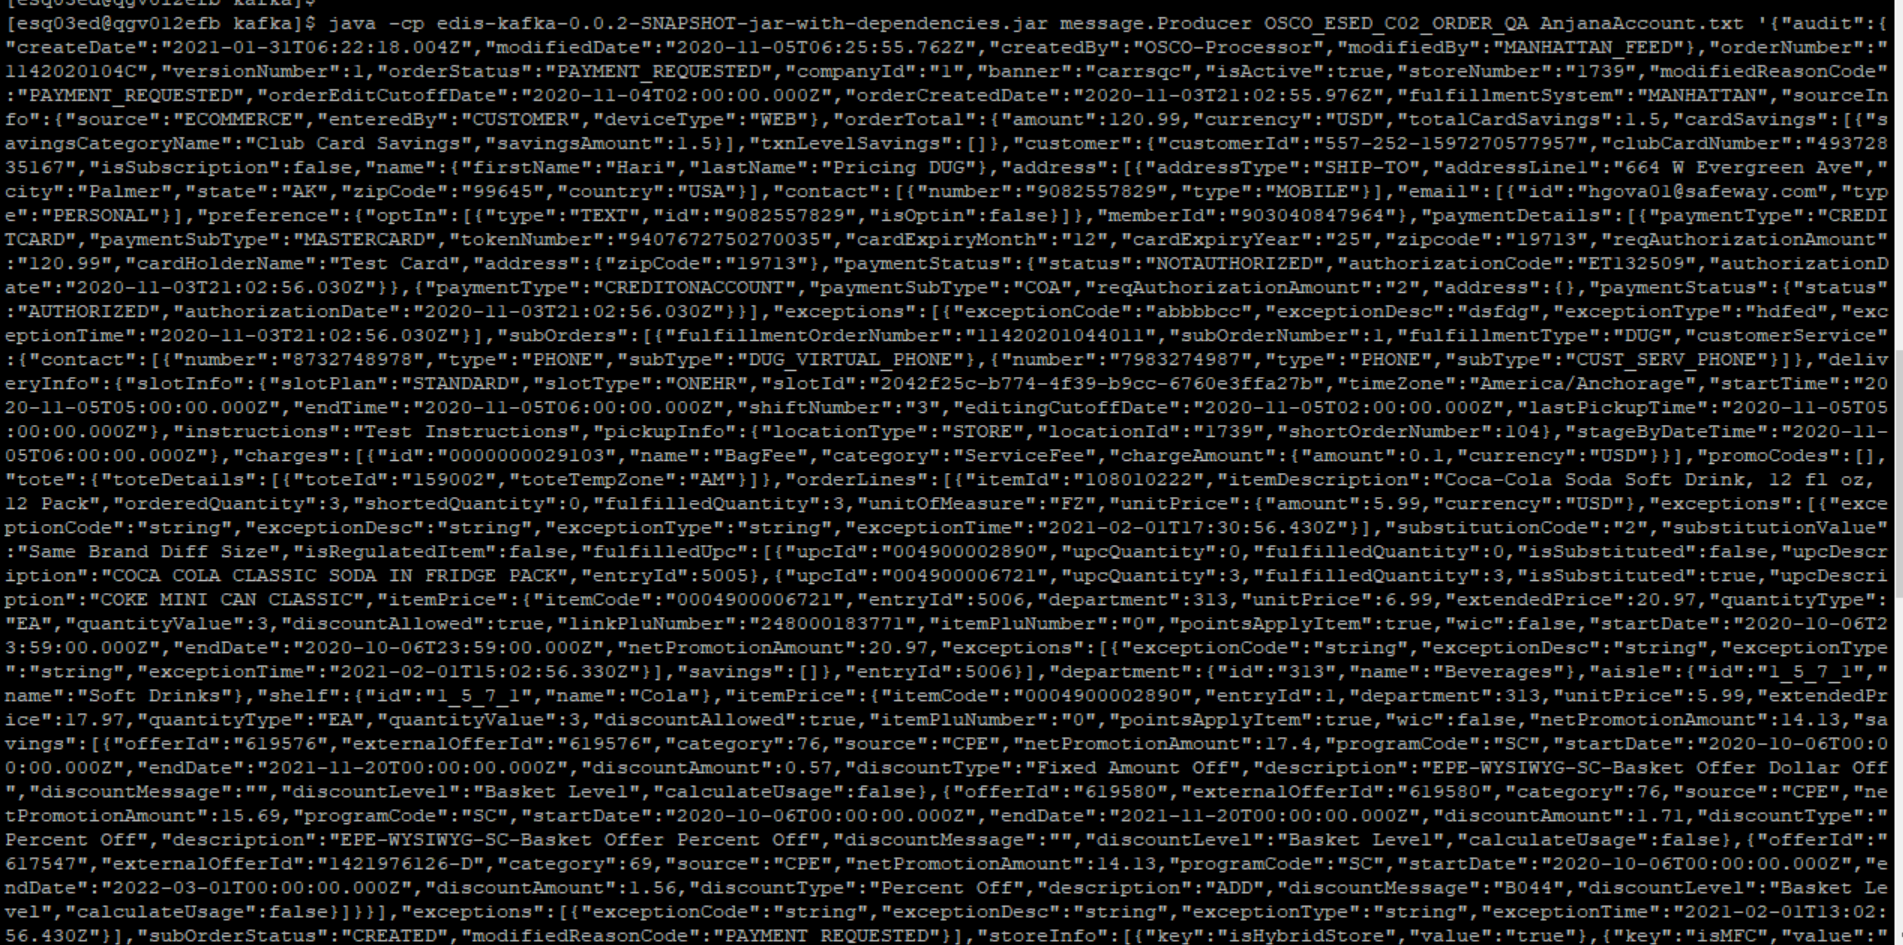 [esq03ed@qgv012efb kafka]$
[esq03ed@qgv012efb kafka]$ java -cp edis-kafka-0.0.2-SNAPSHOT-jar-with-dependencies.jar message.Producer OSCO_ESED_C02_ORDER_QA AnjanaAccount.txt '{"audit":{
"createDate":"2021-01-31T06:22:18.004Z","modifiedDate":"2020-11-05T06:25:55.762Z","createdBy":"OSCO-Processor","modifiedBy":"MANHATTAN_FEED"},"orderNumber":"
1142020104C","versionNumber":1,"orderStatus":"PAYMENT_REQUESTED","companyId":"1","banner":"carrsqc","isActive":true,"storeNumber":"1739","modifiedReasonCode"
:"PAYMENT_REQUESTED","orderEditCutoffDate":"2020-11-04T02:00:00.000Z","orderCreatedDate":"2020-11-03T21:02:55.976Z","fulfillmentSystem":"MANHATTAN","sourceIn
fo":{"source":"ECOMMERCE","enteredBy":"CUSTOMER","deviceType":"WEB"},"orderTotal":{"amount":120.99,"currency":"USD","totalCardSavings":1.5,"cardSavings":[{"s
avingsCategoryName":"Club Card Savings","savingsAmount":1.5}],"txnLevelSavings":[]},"customer":{"customerId":"557-252-1597270577957","clubCardNumber":"493728
35167","isSubscription":false,"name":{"firstName":"Hari","lastName":"Pricing DUG"},"address":[{"addressType":"SHIP-TO","addressLine1":"664 W Evergreen Ave","
city":"Palmer","state":"AK","zipCode":"99645","country":"USA"}],"contact":[{"number":"9082557829","type":"MOBILE"}],"email":[{"id":"hgova01@safeway.com","typ
e":"PERSONAL"}],"preference":{"optIn":[{"type":"TEXT","id":"9082557829","isOptin":false}]},"memberId":"903040847964"},"paymentDetails":[{"paymentType":"CREDI
TCARD","paymentSubType":"MASTERCARD","tokenNumber":"9407672750270035","cardExpiryMonth":"12","cardExpiryYear":"25","zipcode":"19713","reqAuthorizationAmount"
:"120.99","cardHolderName":"Test Card","address":{"zipCode":"19713"},"paymentStatus":{"status":"NOTAUTHORIZED","authorizationCode":"ET132509","authorizationD
ate":"2020-11-03T21:02:56.030Z"}},{"paymentType":"CREDITONACCOUNT","paymentSubType":"COA","reqAuthorizationAmount":"2","address":{},"paymentStatus":{"status":
"AUTHORIZED","authorizationDate":"2020-11-03T21:02:56.030Z"}}],"exceptions":[{"exceptionCode":"abbbbcc","exceptionDesc":"dsfdg","exceptionType":"hdfed","exc
eptionTime":"2020-11-03T21:02:56.030Z"}],"subOrders":[{"fulfillmentOrderNumber":"11420201044011","subOrderNumber":1,"fulfillmentType":"DUG","customerService"
:{"contact":[{"number":"8732748978","type":"PHONE","subType":"DUG_VIRTUAL_PHONE"},{"number":"7983274987","type":"PHONE","subType":"CUST_SERV_PHONE"}]},"deliv
eryInfo":{"slotInfo":{"slotPlan":"STANDARD","slotType":"ONEHR","slotId":"2042f25c-b774-4f39-b9cc-6760e3ffa27b","timeZone":"America/Anchorage","startTime":"20
20-11-05T05:00:00.000Z","endTime":"2020-11-05T06:00:00.000Z","shiftNumber":"3","editingCutoffDate":"2020-11-05T02:00:00.000Z","lastPickupTime":"2020-11-05T05
:00:00.000Z"},"instructions":"Test Instructions","pickupInfo":{"locationType":"STORE","locationId":"1739","shortOrderNumber":104},"stageByDateTime":"2020-11-
05T06:00:00.000Z"},"charges":[{"id":"0000000029103","name":"BagFee","category":"ServiceFee","chargeAmount":{"amount":0.1,"currency":"USD"}}],"promoCodes":[],
"tote":{"toteDetails":[{"toteId":"159002","toteTempZone":"AM"}]},"orderLines":[{"itemId":"108010222","itemDescription":"Coca-Cola Soda Soft Drink, 12 fl oz,
12 Pack","orderedQuantity":3,"shortedQuantity":0,"fulfilledQuantity":3,"unitOfMeasure":"FZ","unitPrice":{"amount":5.99,"currency":"USD"},"exceptions":[{"exce
ptionCode":"string","exceptionDesc":"string","exceptionType":"string","exceptionTime":"2021-02-01T17:30:56.430Z"}],"substitutionCode":"2","substitutionValue"
:"Same Brand Diff Size","isRegulatedItem":false,"fulfilledUpc":[{"upcId":"004900002890","upcQuantity":0,"fulfilledQuantity":0,"isSubstituted":false,"upcDescr
iption":"COCA COLA CLASSIC SODA IN FRIDGE PACK","entryId":5005},{"upcId":"004900006721","upcQuantity":3,"fulfilledQuantity":3,"isSubstituted":true,"upcDescri
ption":"COKE MINI CAN CLASSIC","itemPrice":{"itemCode":"0004900006721","entryId":5006,"department":313,"unitPrice":6.99,"extendedPrice":20.97,"quantityType":
"EA","quantityValue":3,"discountAllowed":true,"linkPluNumber":"248000183771","itemPluNumber":"0","pointsApplyItem":true,"wic":false,"startDate":"2020-10-06T2
3:59:00.000Z","endDate":"2020-10-06T23:59:00.000Z","netPromotionAmount":20.97,"exceptions":[{"exceptionCode":"string","exceptionDesc":"string","exceptionType
":"string","exceptionTime":"2021-02-01T15:02:56.330Z"}],"savings":[]},"entryId":5006}],"department":{"id":"313","name":"Beverages"},"aisle":{"id":"1_5_7_1","
name":"Soft Drinks"},"shelf":{"id":"1_5_7_1","name":"Cola"},"itemPrice":{"itemCode":"0004900002890","entryId":1,"department":313,"unitPrice":5.99,"extendedPr
ice":17.97,"quantityType":"EA","quantityValue":3,"discountAllowed":true,"itemPluNumber":"0","pointsApplyItem":true,"wic":false,"netPromotionAmount":14.13,"sa
vings":[{"offerId":"619576","externalOfferId":"619576","category":76,"source":"CPE","netPromotionAmount":17.4,"programCode":"SC","startDate":"2020-10-06T00:0
0:00.000Z","endDate":"2021-11-20T00:00:00.000Z","discountAmount":0.57,"discountType":"Fixed Amount Off","description":"EPE-WYSIWYG-SC-Basket Offer Dollar Off
","discountMessage":"","discountLevel":"Basket Level","calculateUsage":false},{"offerId":"619580","externalOfferId":"619580","category":76,"source":"CPE","ne
tPromotionAmount":15.69,"programCode":"SC","startDate":"2020-10-06T00:00:00.000Z","endDate":"2021-11-20T00:00:00.000Z","discountAmount":1.71,"discountType":"
Percent Off","description":"EPE-WYSIWYG-SC-Basket Offer Percent Off","discountMessage":"","discountLevel":"Basket Level","calculateUsage":false},{"offerId":"
617547","externalOfferId":"1421976126-D","category":69,"source":"CPE","netPromotionAmount":14.13,"programCode":"SC","startDate":"2020-10-06T00:00:00.000Z","e
ndDate":"2022-03-01T00:00:00.000Z","discountAmount":1.56,"discountType":"Percent Off","description":"ADD","discountMessage":"B044","discountLevel":"Basket Le
vel","calculateUsage":false}]}}],"exceptions":[{"exceptionCode":"string","exceptionDesc":"string","exceptionType":"string","exceptionTime":"2021-02-01T13:02:
56.430Z"}],"subOrderStatus":"CREATED","modifiedReasonCode":"PAYMENT_REQUESTED"}],"storeInfo":[{"key":"isHybridStore","value":"true"},{"key":"isMFC","value":"